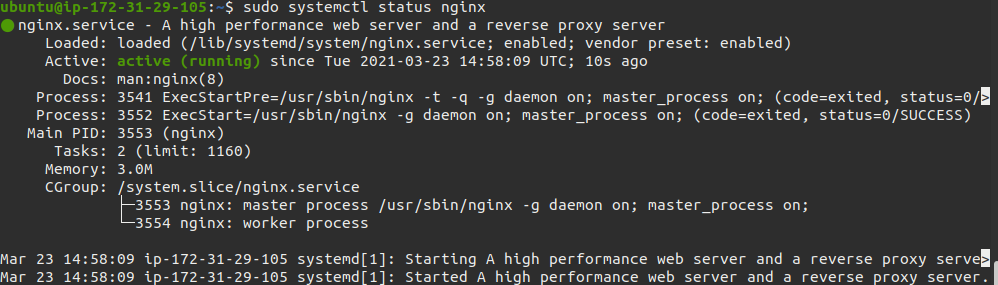 ubuntu@ip-172-31-29-105:~$ sudo systemctl status nginx
● nginx.service - A high performance web server and a reverse proxy server
     Loaded: loaded (/lib/systemd/system/nginx.service; enabled; vendor preset: enabled)
     Active: active (running) since Tue 2021-03-23 14:58:09 UTC; 10s ago
       Docs: man:nginx(8)
    Process: 3541 ExecStartPre=/usr/sbin/nginx -t -q -g daemon on; master_process on; (code=exited, status=0/>
    Process: 3552 ExecStart=/usr/sbin/nginx -g daemon on; master_process on; (code=exited, status=0/SUCCESS)
   Main PID: 3553 (nginx)
      Tasks: 2 (limit: 1160)
     Memory: 3.0M
     CGroup: /system.slice/nginx.service
             ├─3553 nginx: master process /usr/sbin/nginx -g daemon on; master_process on;
             └─3554 nginx: worker process

Mar 23 14:58:09 ip-172-31-29-105 systemd[1]: Starting A high performance web server and a reverse proxy serve>
Mar 23 14:58:09 ip-172-31-29-105 systemd[1]: Started A high performance web server and a reverse proxy server.